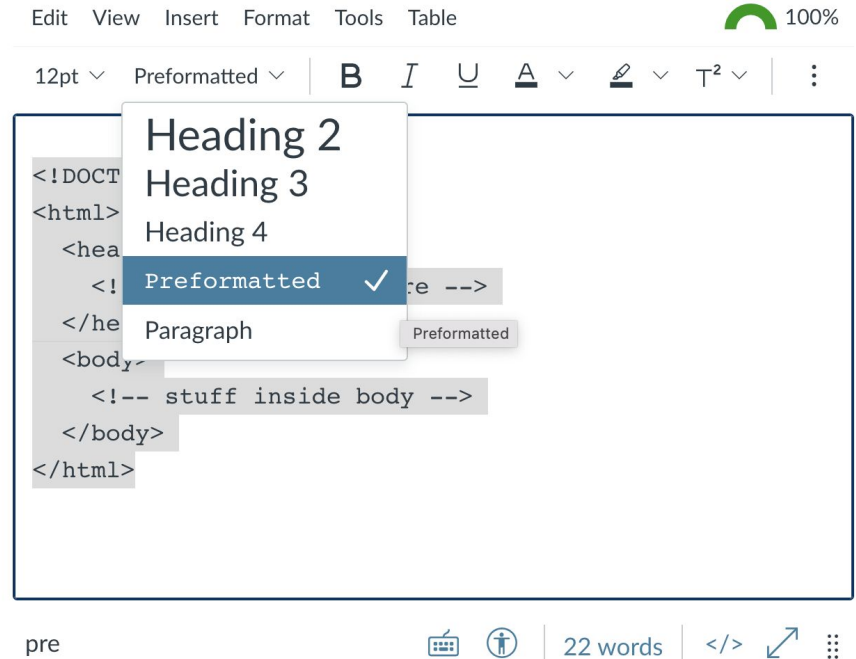 Edit View Insert Format Tools Table 100%
12pt Preformatted B I U A T²
Heading 2
<!DOCT
Heading 3
<html>
Heading 4
<hea
Preformatted
<! re -->
</he
Paragraph
Preformatted
<body>
<!-- stuff inside body -->
</body>
</html>
pre 22 words </>